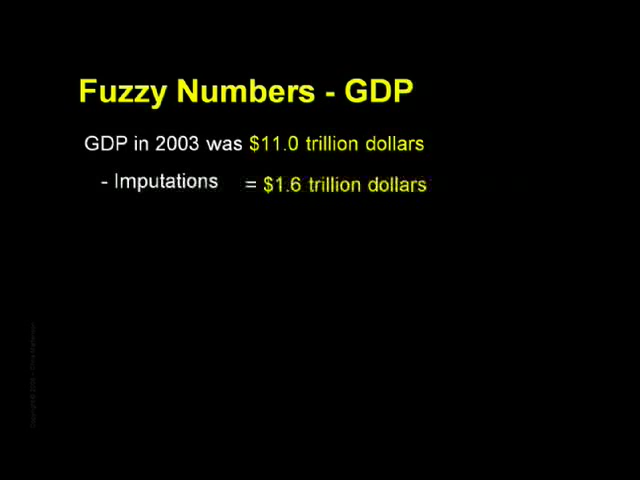 Fuzzy Numbers - GDP
GDP in 2003 was $11.0 trillion dollars
- Imputations = $1.6 trillion dollars